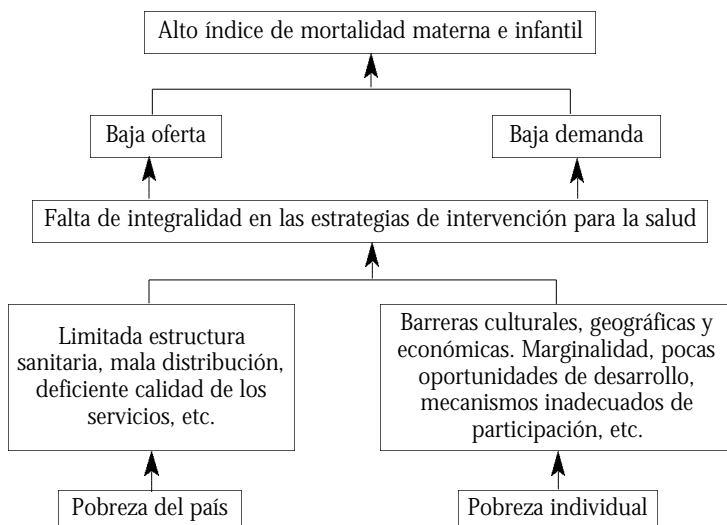 Alto índice de mortalidad materna e infantil
Baja oferta
Baja demanda
Falta de integralidad en las estrategias de intervención para la salud
Limitada estructura
sanitaria, mala distribución,
deficiente calidad de los
servicios, etc.
Barreras culturales, geográficas y
económicas. Marginalidad, pocas
oportunidades de desarrollo,
mecanismos inadecuados de
participación, etc.
Pobreza del país
Pobreza individual